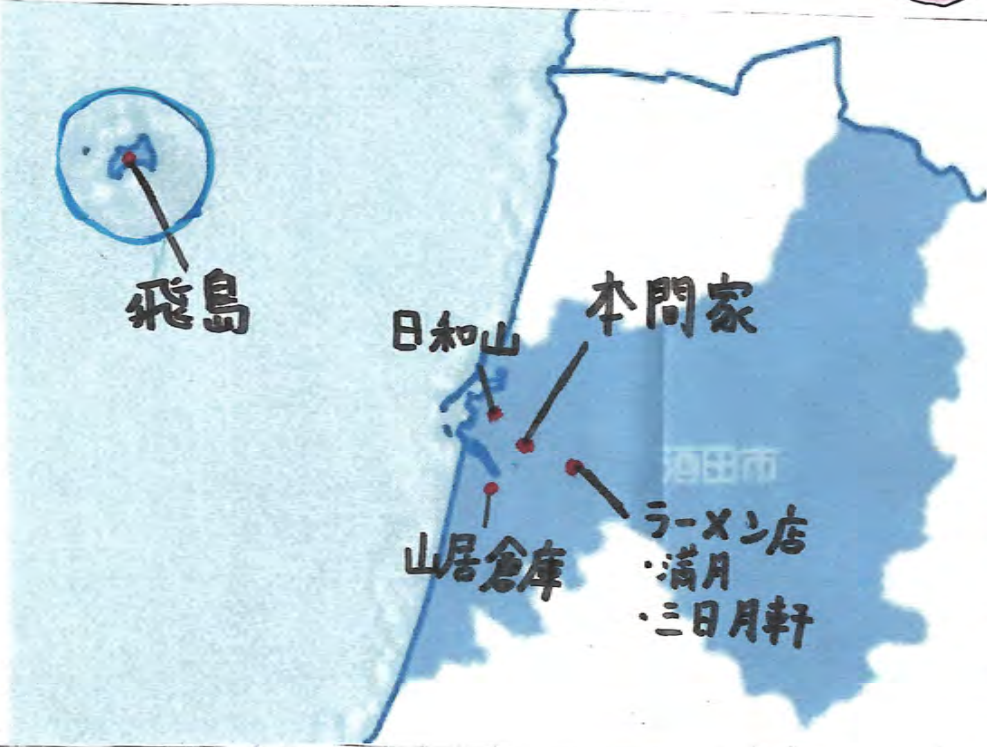 飛島
日和山
本間家
酒田市
山居倉庫
ラーメン店
・満月
・三日月軒